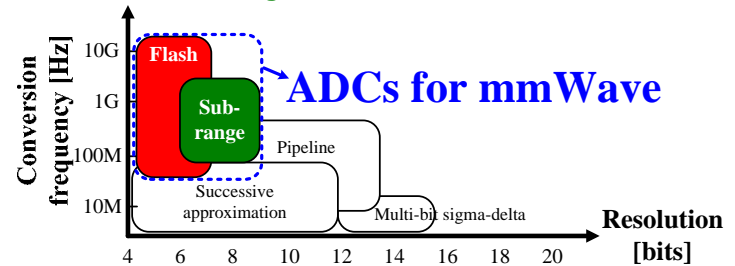 Conversion
frequency [Hz]
10G
1G
100M
10M
Flash
Sub-
range
ADCs for mmWave
Pipeline
Successive
approximation
Multi-bit sigma-delta
4 6 8 10 12 14 16 18 20
Resolution
[bits]